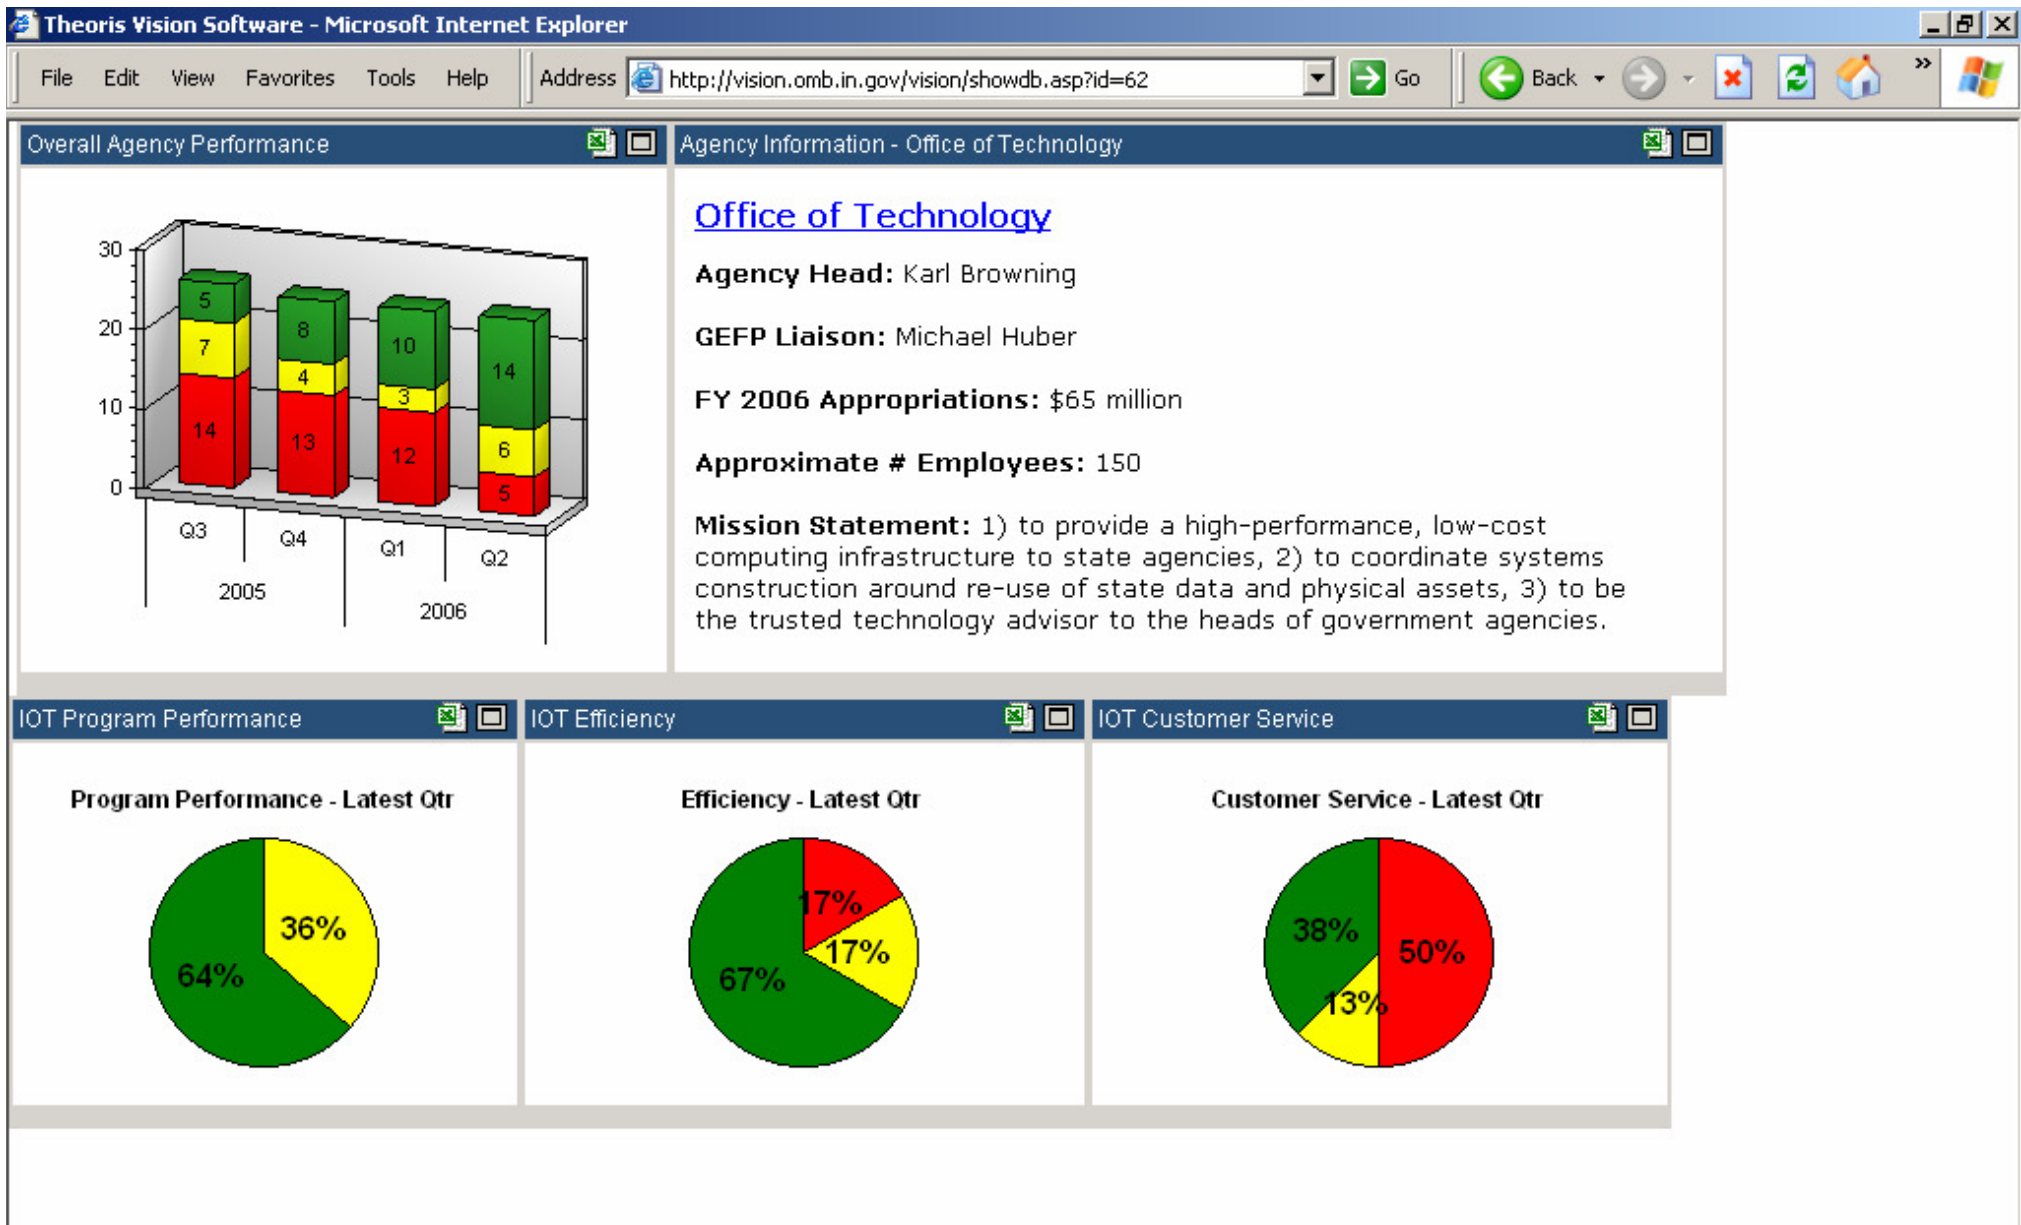 Theoris Vision Software - Microsoft Internet Explorer
File Edit View Favorites Tools Help Address http://vision.omb.in.gov/vision/showdb.asp?id=62 Go Back »
Overall Agency Performance
Agency Information - Office of Technology
30
20
10
0
5
7
14
8
4
13
10
3
12
14
6
5
Q3
Q4
Q1
Q2
2005
2006
Office of Technology
Agency Head: Karl Browning
GEFP Liaison: Michael Huber
FY 2006 Appropriations: $65 million
Approximate # Employees: 150
Mission Statement: 1) to provide a high-performance, low-cost
computing infrastructure to state agencies, 2) to coordinate systems
construction around re-use of state data and physical assets, 3) to be
the trusted technology advisor to the heads of government agencies.
IOT Program Performance
Program Performance - Latest Qtr
36%
64%
IOT Efficiency
Efficiency - Latest Qtr
17%
17%
67%
IOT Customer Service
Customer Service - Latest Qtr
38%
50%
13%